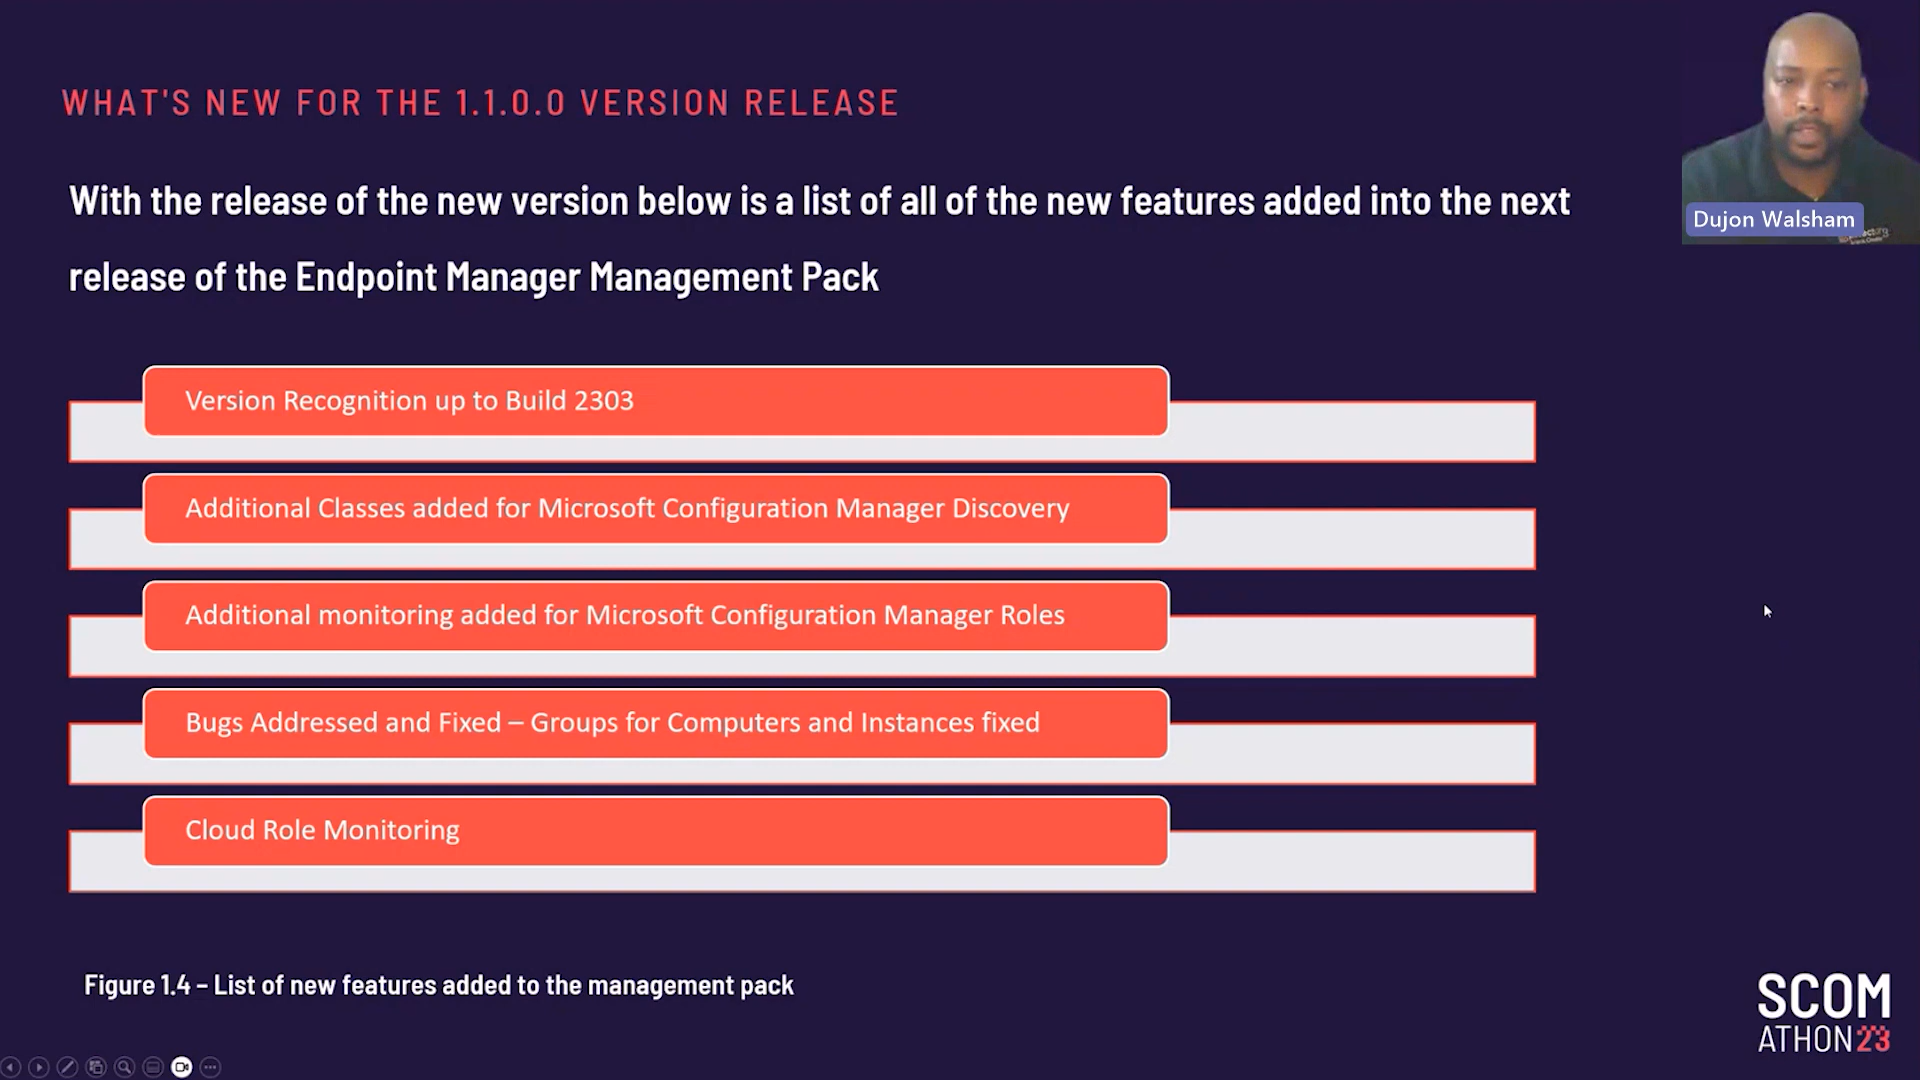 WHAT'S NEW FOR THE 1.1.0.0 VERSION RELEASE
With the release of the new version below is a list of all of the new features added into the next
release of the Endpoint Manager Management Pack
Dujon Walsham
Version Recognition up to Build 2303
Additional Classes added for Microsoft Configuration Manager Discovery
Additional monitoring added for Microsoft Configuration Manager Roles
Bugs Addressed and Fixed – Groups for Computers and Instances fixed
Cloud Role Monitoring
Figure 1.4 – List of new features added to the management pack
SCOM
ATHON23